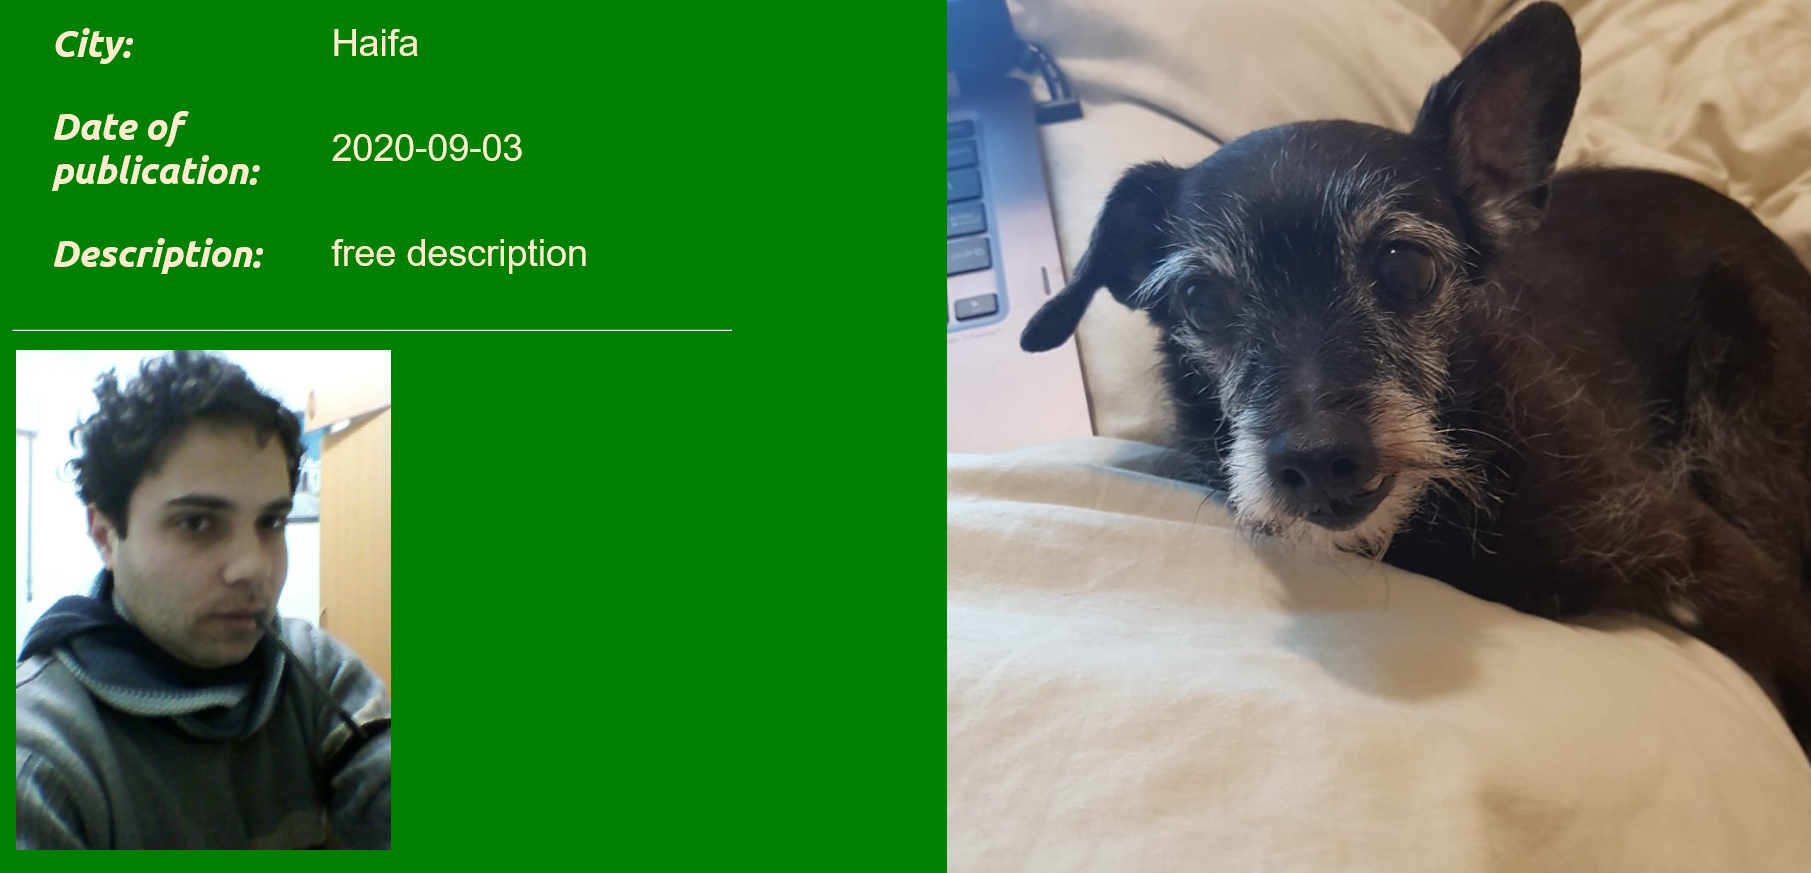 City: Haifa
Date of
publication: 2020-09-03
Description: free description